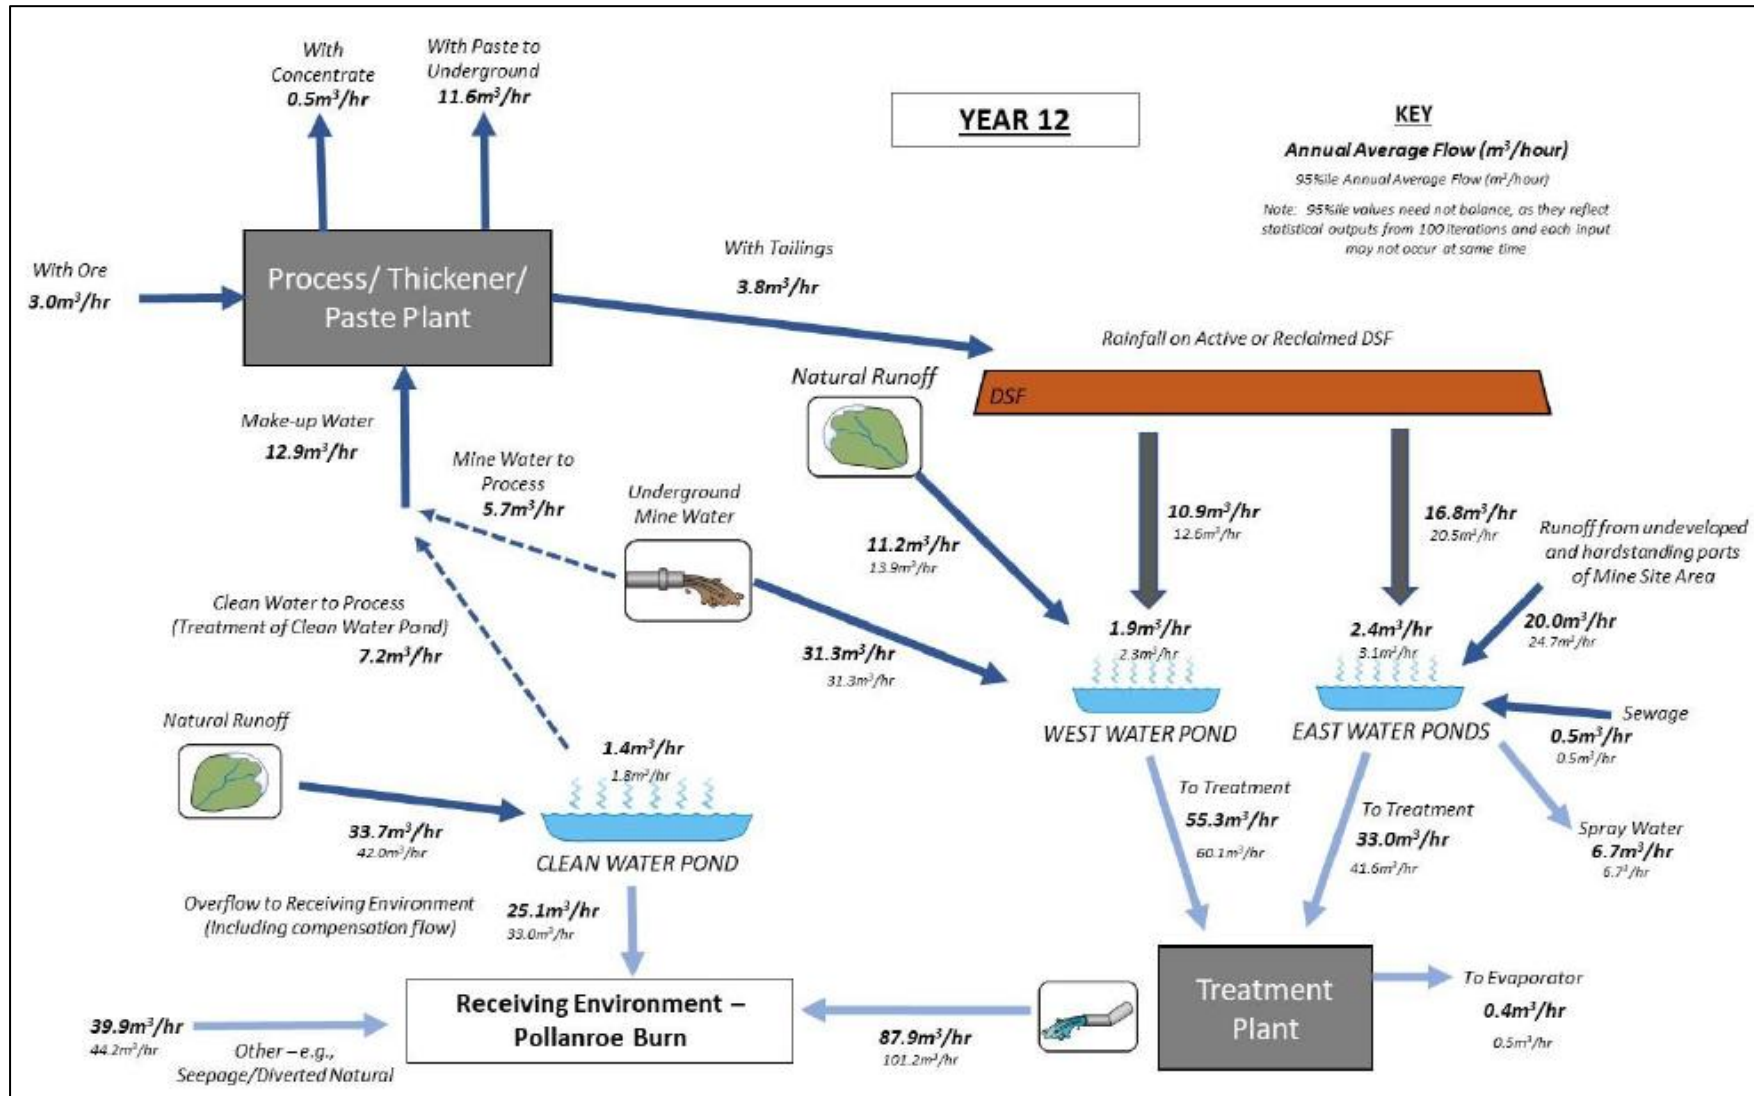 With
Concentrate
0.5m³/hr
With Paste to
Underground
11.6m³/hr
YEAR 12
KEY
Annual Average Flow (m³/hour)
95%ile Annual Average Flow (m³/hour)
Note: 95%ile values need not balance, as they reflect
statistical outputs from 100 iterations and each input
may not occur at same time
With Ore
3.0m³/hr
Process/ Thickener/
Paste Plant
With Tailings
3.8m³/hr
Rainfall on Active or Reclaimed DSF
DSF
Natural Runoff
11.2m³/hr
13.9m³/hr
Make-up Water
12.9m³/hr
Mine Water to
Process
5.7m³/hr
Underground
Mine Water
31.3m³/hr
31.3m³/hr
10.9m³/hr
12.6m³/hr
16.8m³/hr
20.5m³/hr
Runoff from undeveloped
and hardstanding parts
of Mine Site Area
20.0m³/hr
24.7m³/hr
Clean Water to Process
(Treatment of Clean Water Pond)
7.2m³/hr
1.9m³/hr
2.3m³/hr
WEST WATER POND
2.4m³/hr
3.1m³/hr
EAST WATER PONDS
Sewage
0.5m³/hr
0.5m³/hr
Natural Runoff
33.7m³/hr
42.0m³/hr
1.4m³/hr
1.8m³/hr
CLEAN WATER POND
To Treatment
55.3m³/hr
60.1m³/hr
To Treatment
33.0m³/hr
41.6m³/hr
Spray Water
6.7m³/hr
6.7³/hr
Overflow to Receiving Environment
(Including compensation flow)
25.1m³/hr
33.0m³/hr
39.9m³/hr
44.2m³/hr
Other – e.g.,
Seepage/Diverted Natural
Receiving Environment –
Pollanroe Burn
87.9m³/hr
101.2m³/hr
Treatment
Plant
To Evaporator
0.4m³/hr
0.5m³/hr